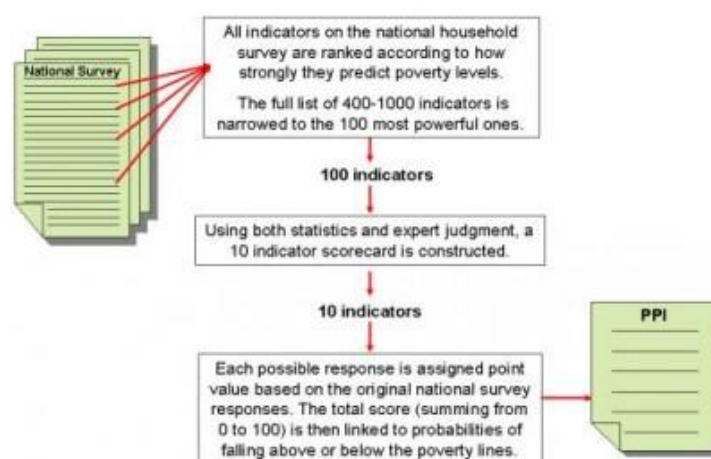 National Survey
All indicators on the national household
survey are ranked according to how
strongly they predict poverty levels.
The full list of 400-1000 indicators is
narrowed to the 100 most powerful ones.
100 indicators
Using both statistics and expert judgment, a
10 indicator scorecard is constructed.
10 indicators
PPI
Each possible response is assigned point
value based on the original national survey
responses. The total score (summing from
0 to 100) is then linked to probabilities of
falling above or below the poverty lines.